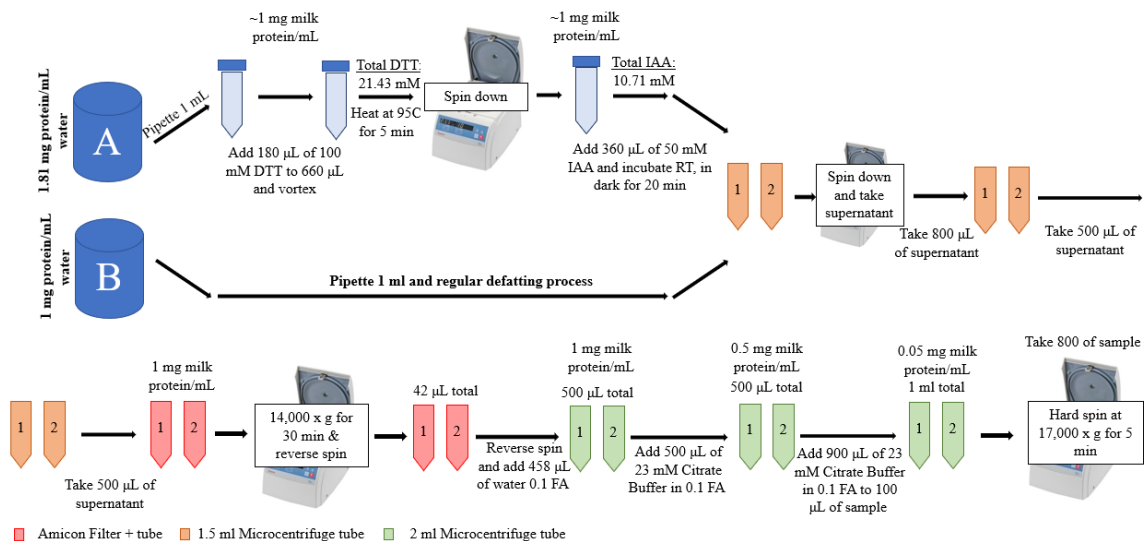 ~1 mg milk
protein/mL
~1 mg milk
protein/mL
1.81 mg protein/mL
water
A
Pipette 1 mL
Total DTT:
21.43 mM
Heat at 95C
for 5 min
Spin down
Total IAA:
10.71 mM
Add 180 µL of 100
mM DTT to 660 µL
and vortex
Add 360 µL of 50 mM
IAA and incubate RT, in
dark for 20 min
1 2
Spin down
and take
supernatant
Take 800 µL
of supernatant
1 2
Take 500 µL of
supernatant
1 mg protein/mL
water
B
Pipette 1 ml and regular defatting process
1 2
Take 500 µL of
supernatant
1 mg milk
protein/mL
1 2
14,000 x g for
30 min &
reverse spin
42 µL total
1 2
Reverse spin
and add 458 µL
of water 0.1 FA
1 mg milk
protein/mL
500 µL total
1 2
Add 500 µL of
23 mM Citrate
Buffer in 0.1 FA
0.5 mg milk
protein/mL
500 µL total
1 2
Add 900 µL of 23
mM Citrate Buffer
in 0.1 FA to 100
µL of sample
0.05 mg milk
protein/mL
1 ml total
1 2
Take 800 of sample
Hard spin at
17,000 x g for 5
min
Amicon Filter + tube
1.5 ml Microcentrifuge tube
2 ml Microcentrifuge tube